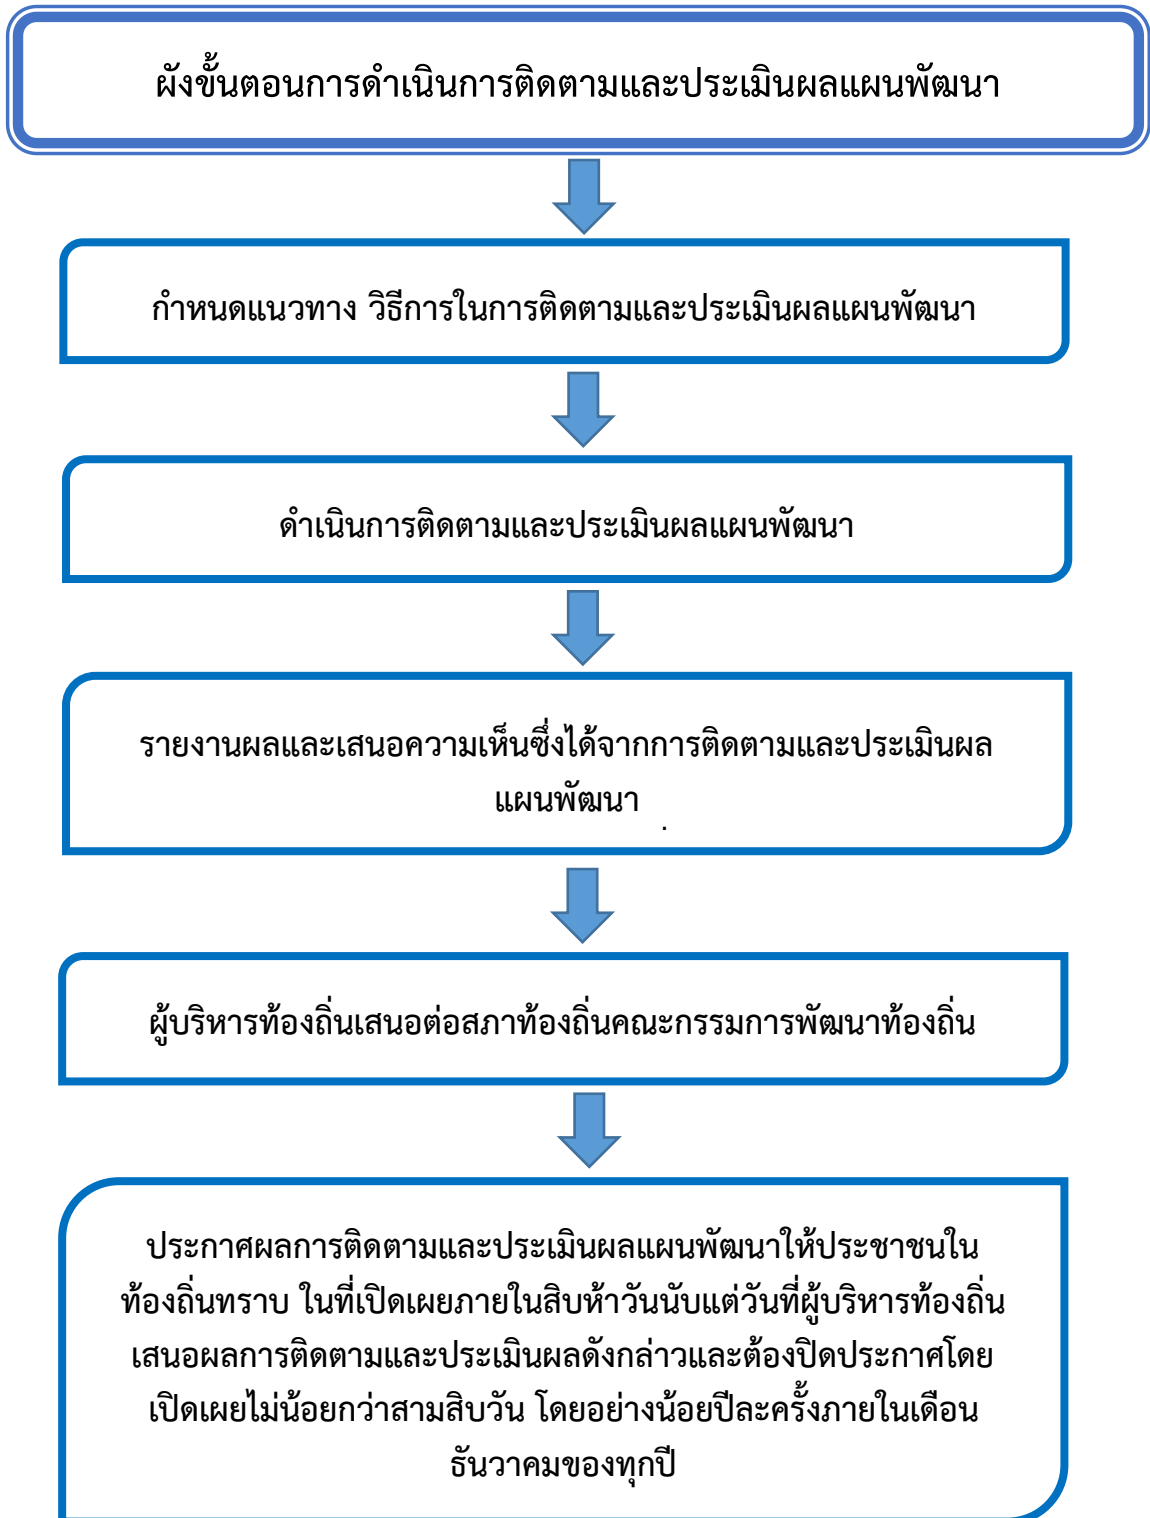 ผังขั้นตอนการดำเนินการติดตามและประเมินผลแผนพัฒนา
กำหนดแนวทาง วิธีการในการติดตามและประเมินผลแผนพัฒนา
ดำเนินการติดตามและประเมินผลแผนพัฒนา
รายงานผลและเสนอความเห็นซึ่งได้จากการติดตามและประเมินผล
แผนพัฒนา
ผู้บริหารท้องถิ่นเสนอต่อสภาท้องถิ่นคณะกรรมการพัฒนาท้องถิ่น
ประกาศผลการติดตามและประเมินผลแผนพัฒนาให้ประชาชนใน
ท้องถิ่นทราบ ในที่เปิดเผยภายในสิบห้าวันนับแต่วันที่ผู้บริหารท้องถิ่น
เสนอผลการติดตามและประเมินผลดังกล่าวและต้องปิดประกาศโดย
เปิดเผยไม่น้อยกว่าสามสิบวัน โดยอย่างน้อยปีละครั้งภายในเดือน
ธันวาคมของทุกปี